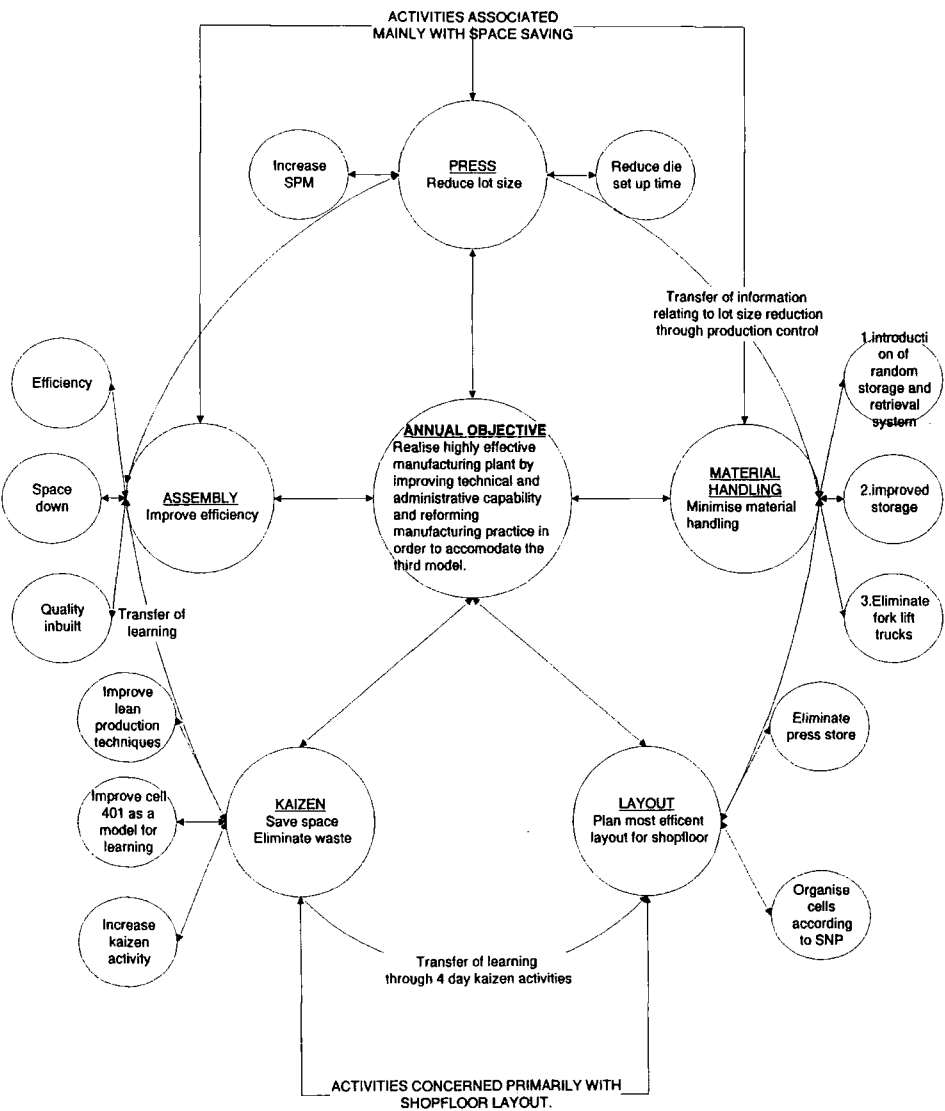 ACTIVITIES ASSOCIATED
MAINLY WITH SPACE SAVING
PRESS
Reduce lot size
Increase
SPM
Reduce die
set up time
Transfer of information
relating to lot size reduction
through production control
Efficiency
Space
down
Quality
inbuilt
ASSEMBLY
Improve efficiency
ANNUAL OBJECTIVE
Realise highly effective
manufacturing plant by
improving technical and
administrative capability
and reforming
manufacturing practice in
order to accomodate the
third model.
MATERIAL
HANDLING
Minimise material
handling
1.introducti
on of
random
storage and
retrieval
system
2.improved
storage
3.Eliminate
fork lift
trucks
Transfer of
learning
Improve
lean
production
techniques
Improve cell
401 as a
model for
learning
Increase
kaizen
activity
KAIZEN
Save space
Eliminate waste
LAYOUT
Plan most efficent
layout for shopfloor
Eliminate
press store
Organise
cells
according
to SNP
Transfer of learning
through 4 day kaizen activities
ACTIVITIES CONCERNED PRIMARILY WITH
SHOPFLOOR LAYOUT.